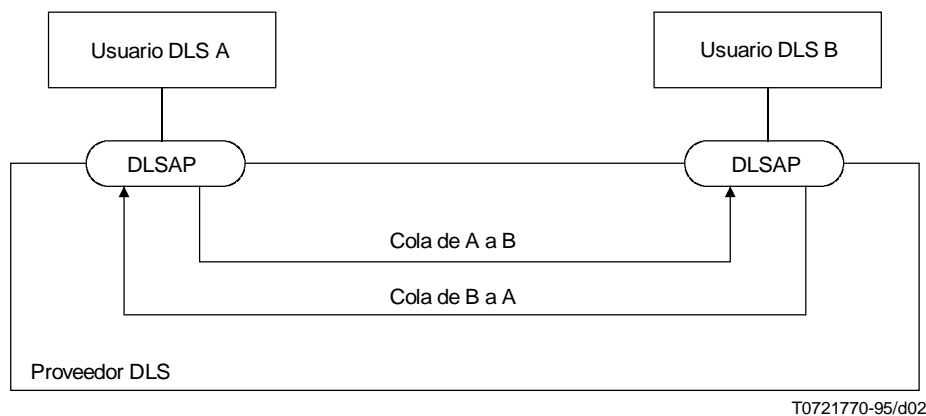 Usuario DLS A
Usuario DLS B
DLSAP
DLSAP
Cola de A a B
Cola de B a A
Proveedor DLS
T0721770-95/d02